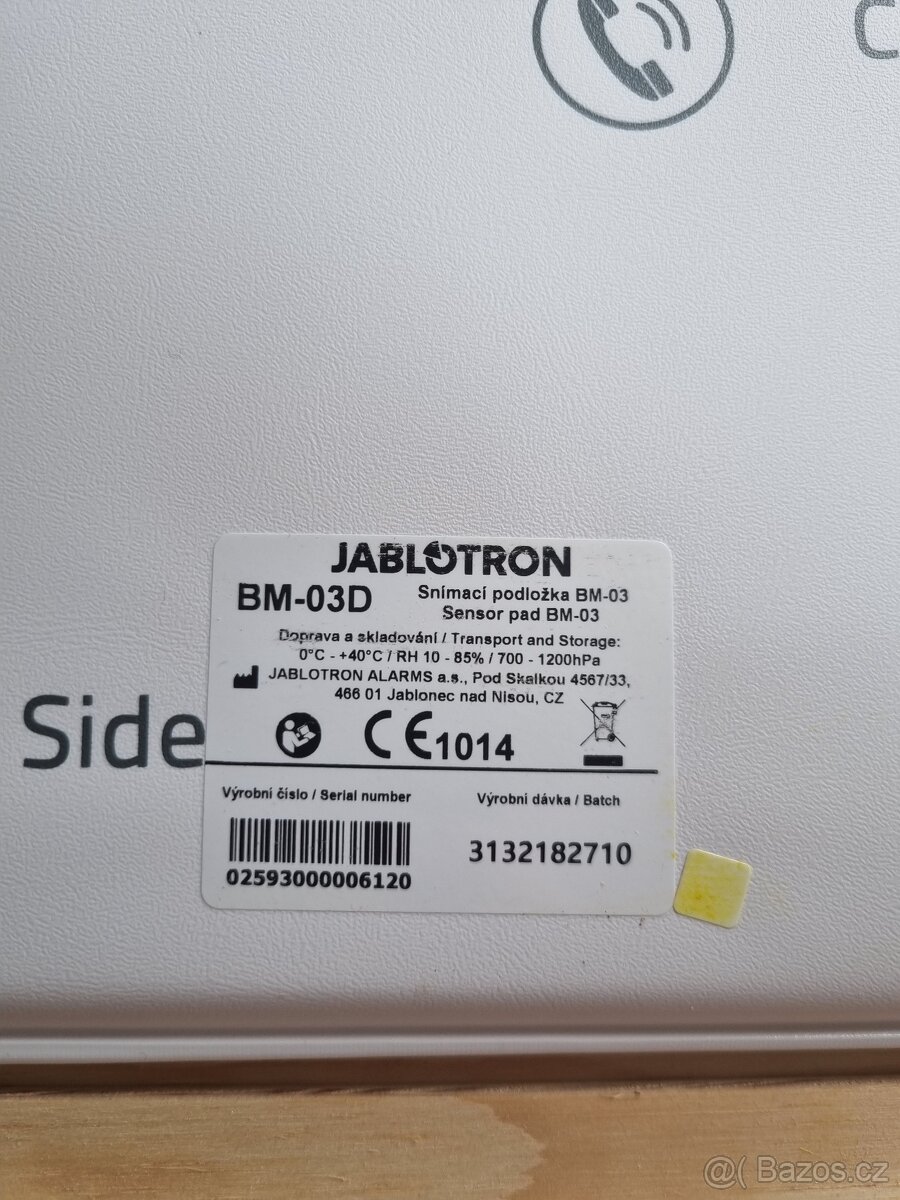 C
JABLOTRON
BM-03D
Snímací podložka BM-03
Sensor pad BM-03
Doprava a skladování / Transport and Storage:
0°C - +40°C / RH 10 - 85% / 700 - 1200hPa
JABLOTRON ALARMS a.s., Pod Skalkou 4567/33,
466 01 Jablonec nad Nisou, CZ
Side
CE 1014
Výrobní číslo / Serial number
Výrobní dávka / Batch
02593000006120
3132182710
@( Bazos.cz